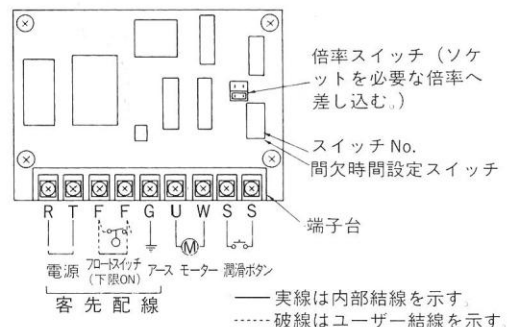 倍率スイッチ（ソケ
ットを必要な倍率へ
差し込む。）
スイッチ No.
間欠時間設定スイッチ
端子台
R T F F G U W S S
M
電源 フロートスイッチ アース モーター 潤滑ボタン
(下限ON)
客先配線
実線は内部結線を示す。
破線はユーザー結線を示す。